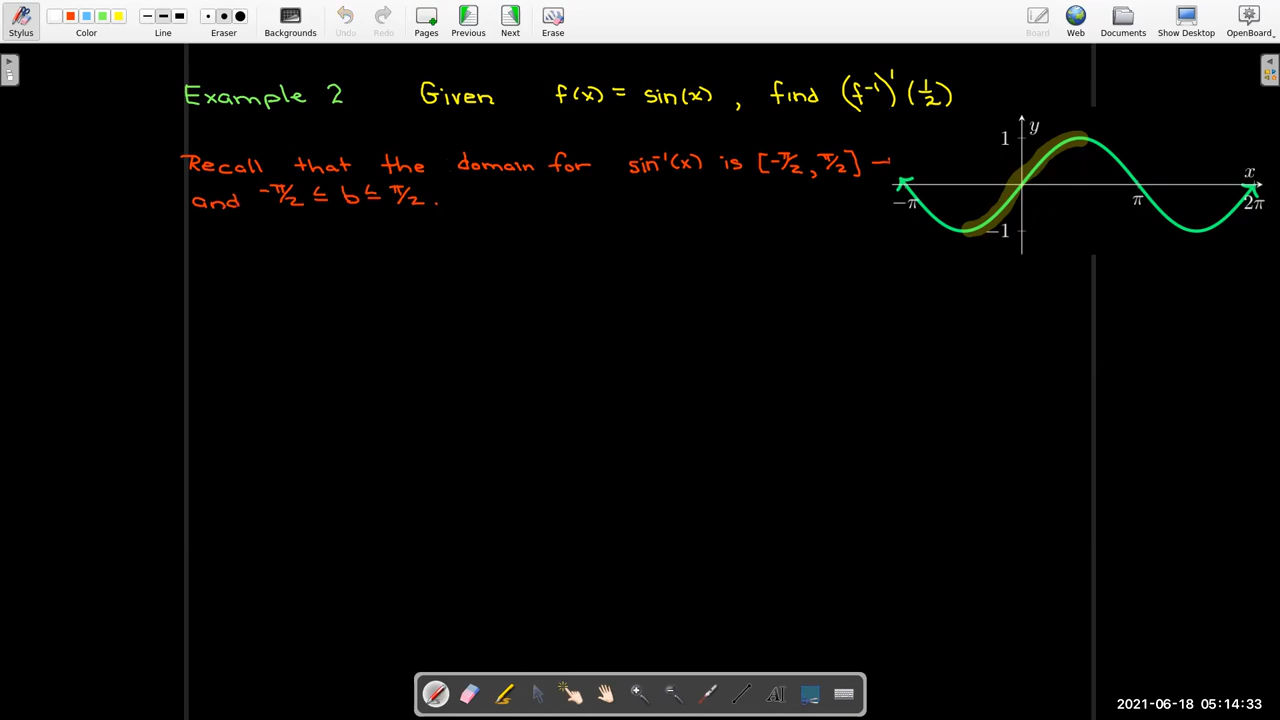 Stylus
Color
Line
Eraser
Backgrounds
Undo
Redo
Pages
Previous
Next
Erase
Board
Web
Documents
Show Desktop
OpenBoard
Example 2 Given f(x) = sin(x) , find (f⁻¹)'(1/2)
Recall that the domain for sin⁻¹(x) is [-π/2, π/2] –
and -π/2 ≤ b ≤ π/2.
y
1
x
−π
π
2π
−1
AI
2021-06-18 05:14:33